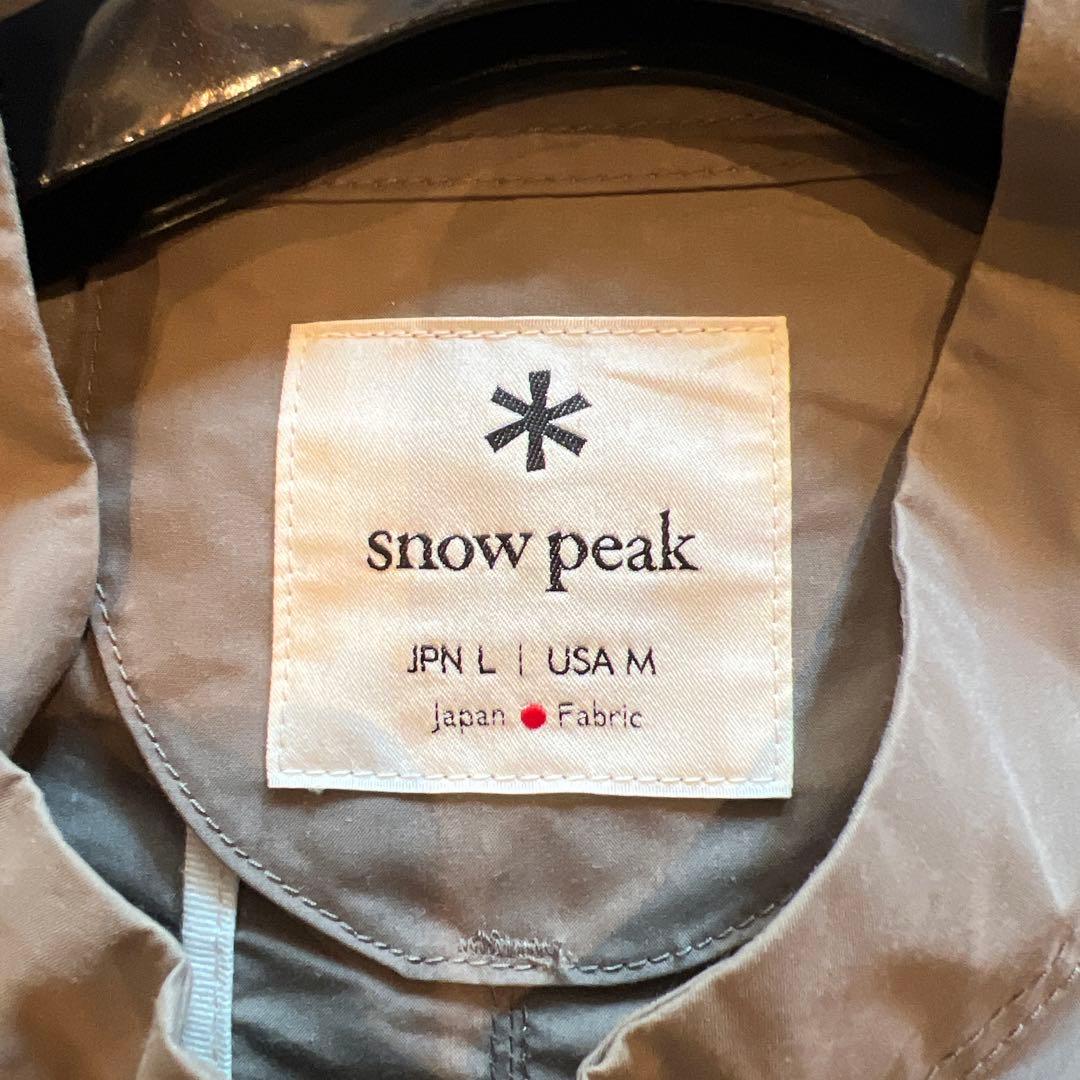 snow peak
JPN L | USA M
Japan ● Fabric